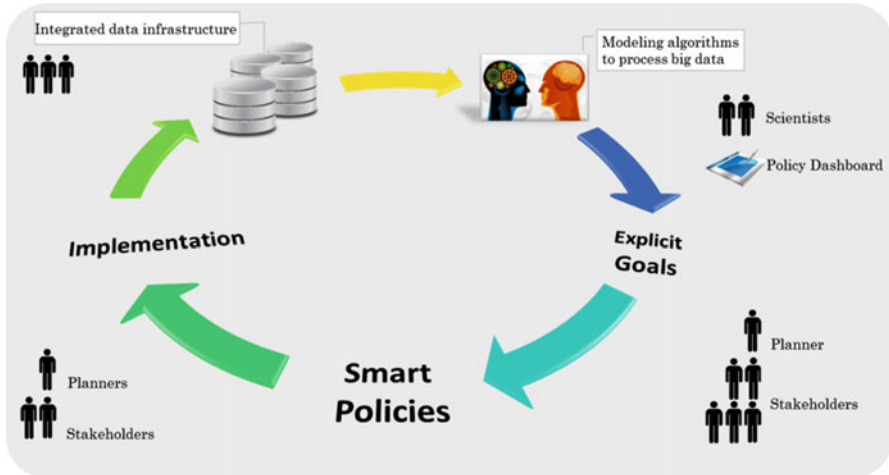 Integrated data infrastructure
Modeling algorithms
to process big data
Scientists
Policy Dashboard
Implementation
Explicit
Goals
Planner
Smart
Policies
Planners
Stakeholders
Stakeholders